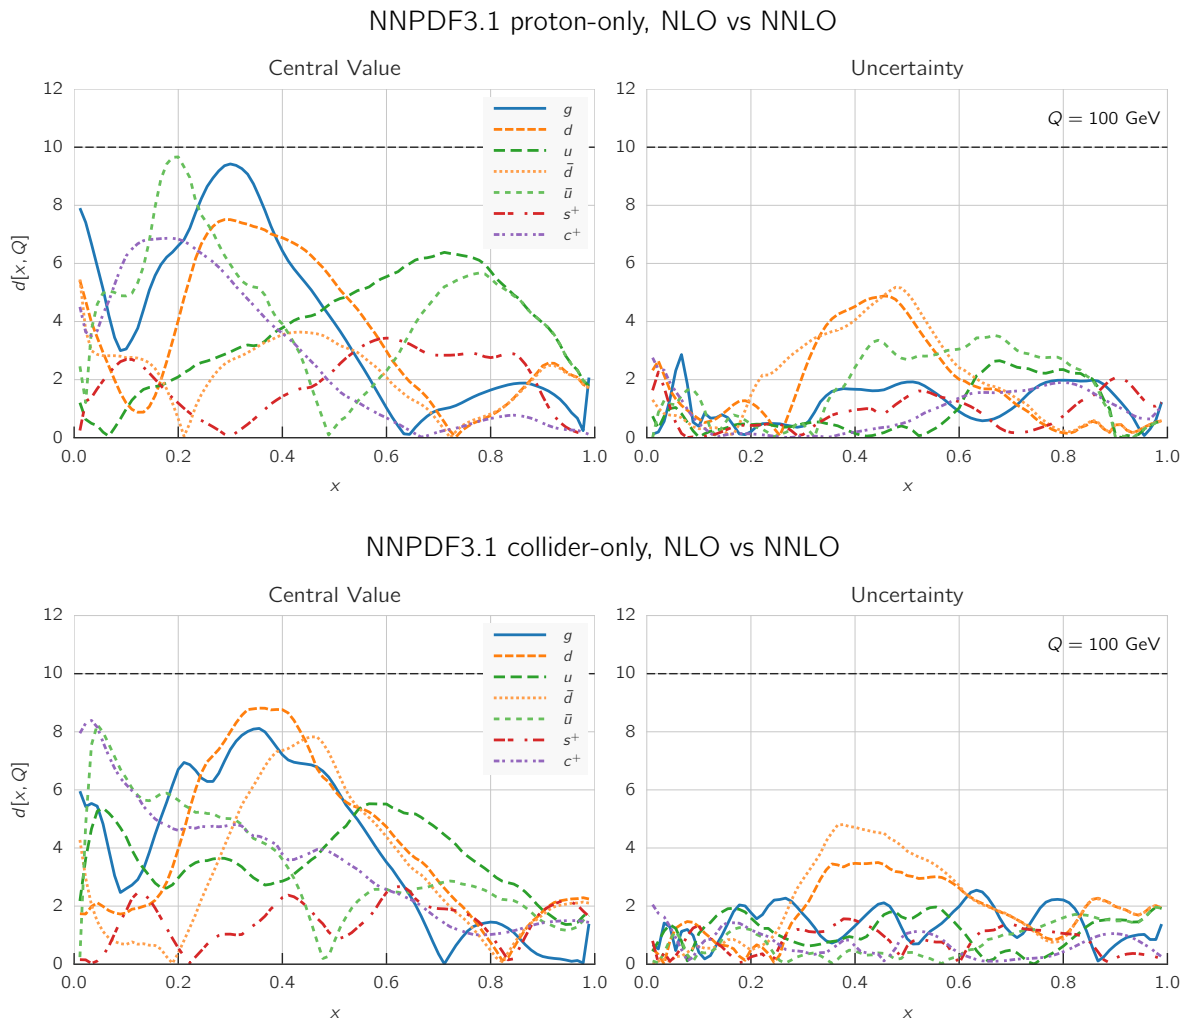 NNPDF3.1 proton-only, NLO vs NNLO
Central Value
12
10
8
6
4
2
0
0.0 0.2 0.4 0.6 0.8 1.0
x
d[x, Q]
g
d
u
d̄
ū
s⁺
c⁺
Uncertainty
Q = 100 GeV
12
10
8
6
4
2
0
0.0 0.2 0.4 0.6 0.8 1.0
x
NNPDF3.1 collider-only, NLO vs NNLO
Central Value
12
10
8
6
4
2
0
0.0 0.2 0.4 0.6 0.8 1.0
x
d[x, Q]
g
d
u
d̄
ū
s⁺
c⁺
Uncertainty
Q = 100 GeV
12
10
8
6
4
2
0
0.0 0.2 0.4 0.6 0.8 1.0
x